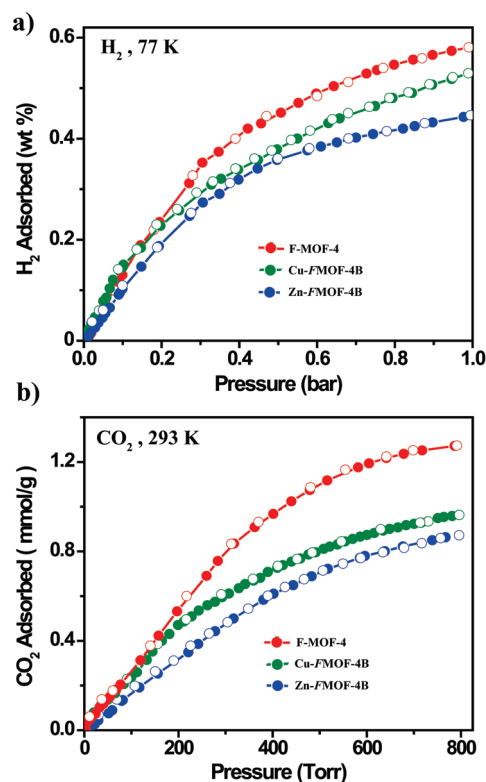 a)
H₂ , 77 K
H₂ Adsorbed (wt %)
0.6
0.4
0.2
0.0
F-MOF-4
Cu-FMOF-4B
Zn-FMOF-4B
0.0 0.2 0.4 0.6 0.8 1.0
Pressure (bar)
b)
CO₂ , 293 K
CO₂ Adsorbed ( mmol/g)
1.2
0.8
0.4
0.0
F-MOF-4
Cu-FMOF-4B
Zn-FMOF-4B
0 200 400 600 800
Pressure (Torr)